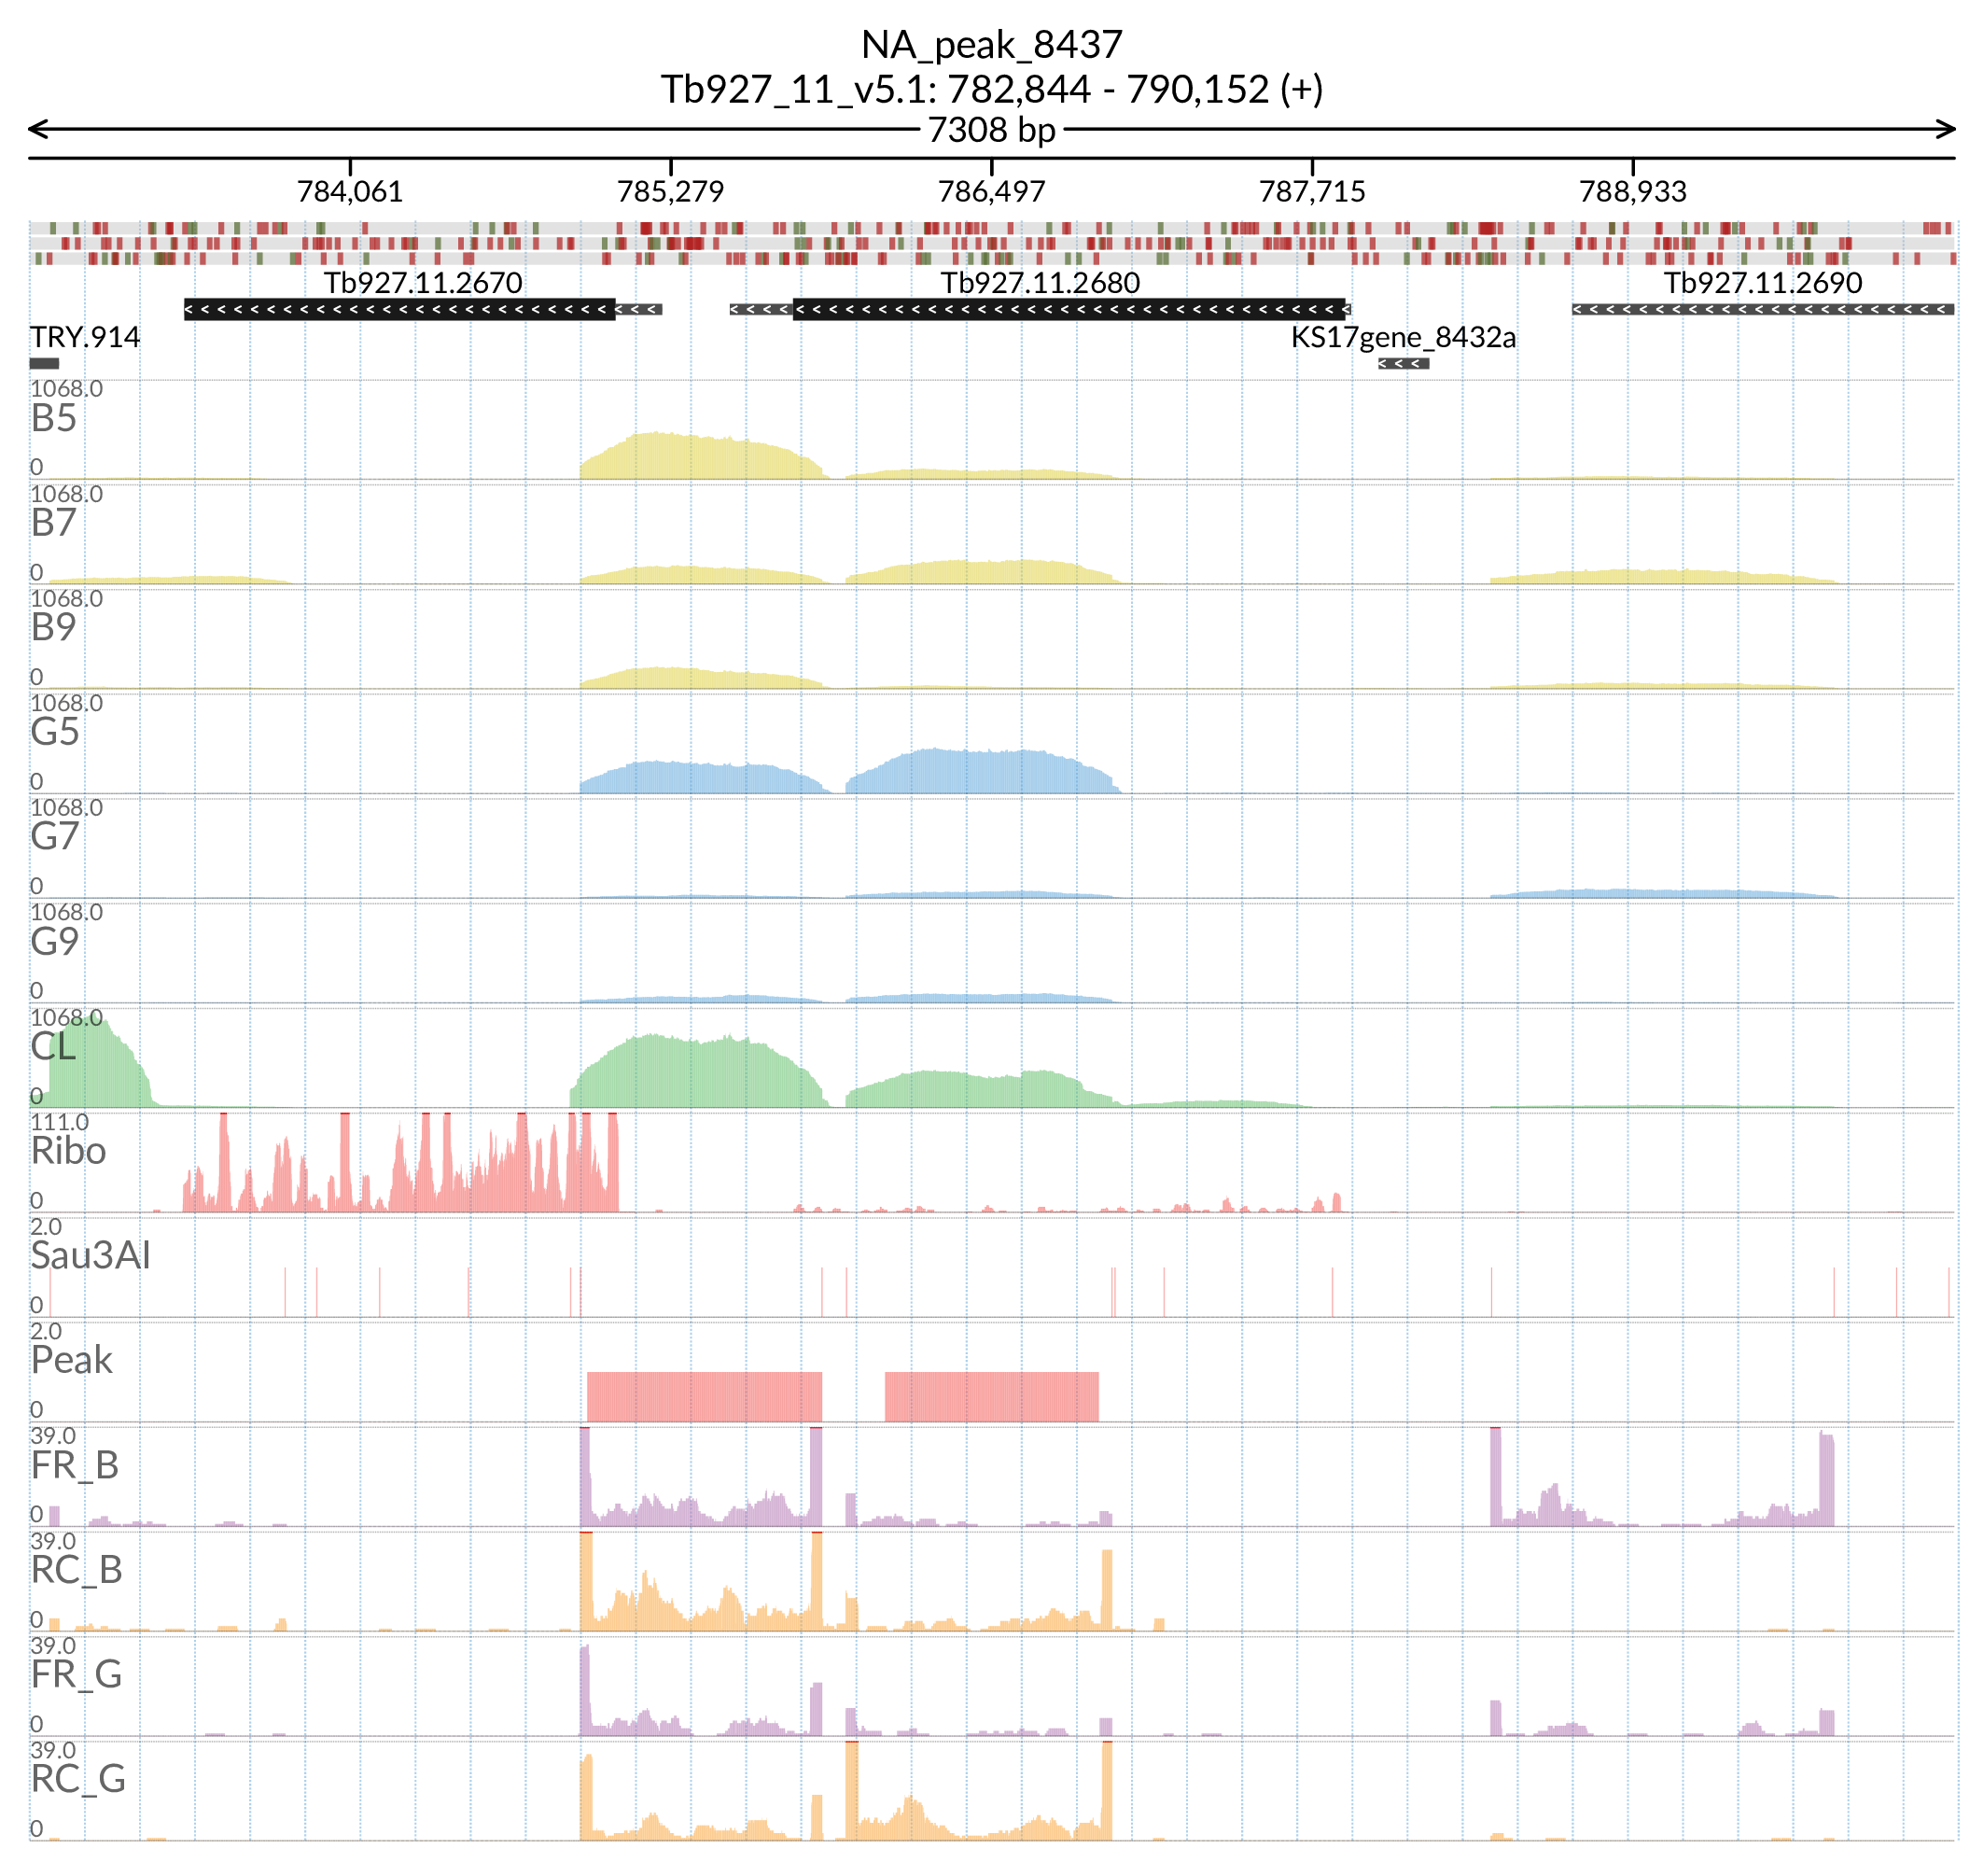 NA_peak_8437
Tb927_11_v5.1: 782,844 - 790,152 (+)
7308 bp
784,061 785,279 786,497 787,715 788,933
Tb927.11.2670 Tb927.11.2680 Tb927.11.2690
TRY.914 KS17gene_8432a
1068.0
B5
0
1068.0
B7
0
1068.0
B9
0
1068.0
G5
0
1068.0
G7
0
1068.0
G9
0
1068.0
CL
0
111.0
Ribo
0
2.0
Sau3AI
0
2.0
Peak
0
39.0
FR_B
0
39.0
RC_B
0
39.0
FR_G
0
39.0
RC_G
0